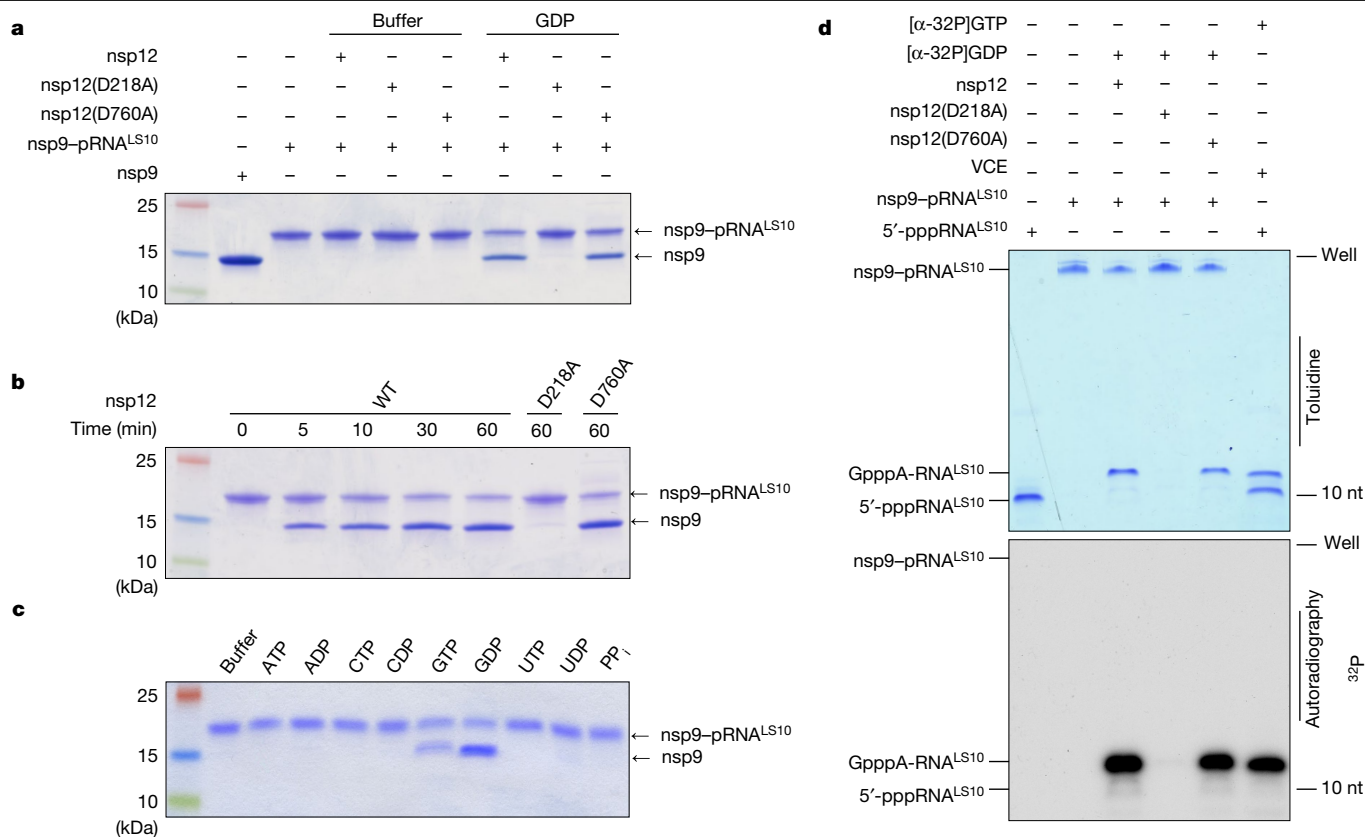 a
Buffer GDP
nsp12 – – + – – + – –
nsp12(D218A) – – – + – – + –
nsp12(D760A) – – – – + – – +
nsp9–pRNA^LS10 – + + + + + + +
nsp9 + – – – – – – –
25
15
10
(kDa)
← nsp9–pRNA^LS10
← nsp9
b
nsp12 WT D218A D760A
Time (min) 0 5 10 30 60 60 60
25
15
10
(kDa)
← nsp9–pRNA^LS10
← nsp9
c
Buffer ATP ADP CTP CDP GTP GDP UTP UDP PPi
25
15
10
(kDa)
← nsp9–pRNA^LS10
← nsp9
d
[α-32P]GTP – – – – – +
[α-32P]GDP – – + + + –
nsp12 – – + – – –
nsp12(D218A) – – – + – –
nsp12(D760A) – – – – + –
VCE – – – – – +
nsp9–pRNA^LS10 – + + + + –
5′-pppRNA^LS10 + – – – – +
nsp9–pRNA^LS10
GpppA-RNA^LS10
5′-pppRNA^LS10
Well
Toluidine
10 nt
nsp9–pRNA^LS10
GpppA-RNA^LS10
5′-pppRNA^LS10
Well
Autoradiography
32P
10 nt